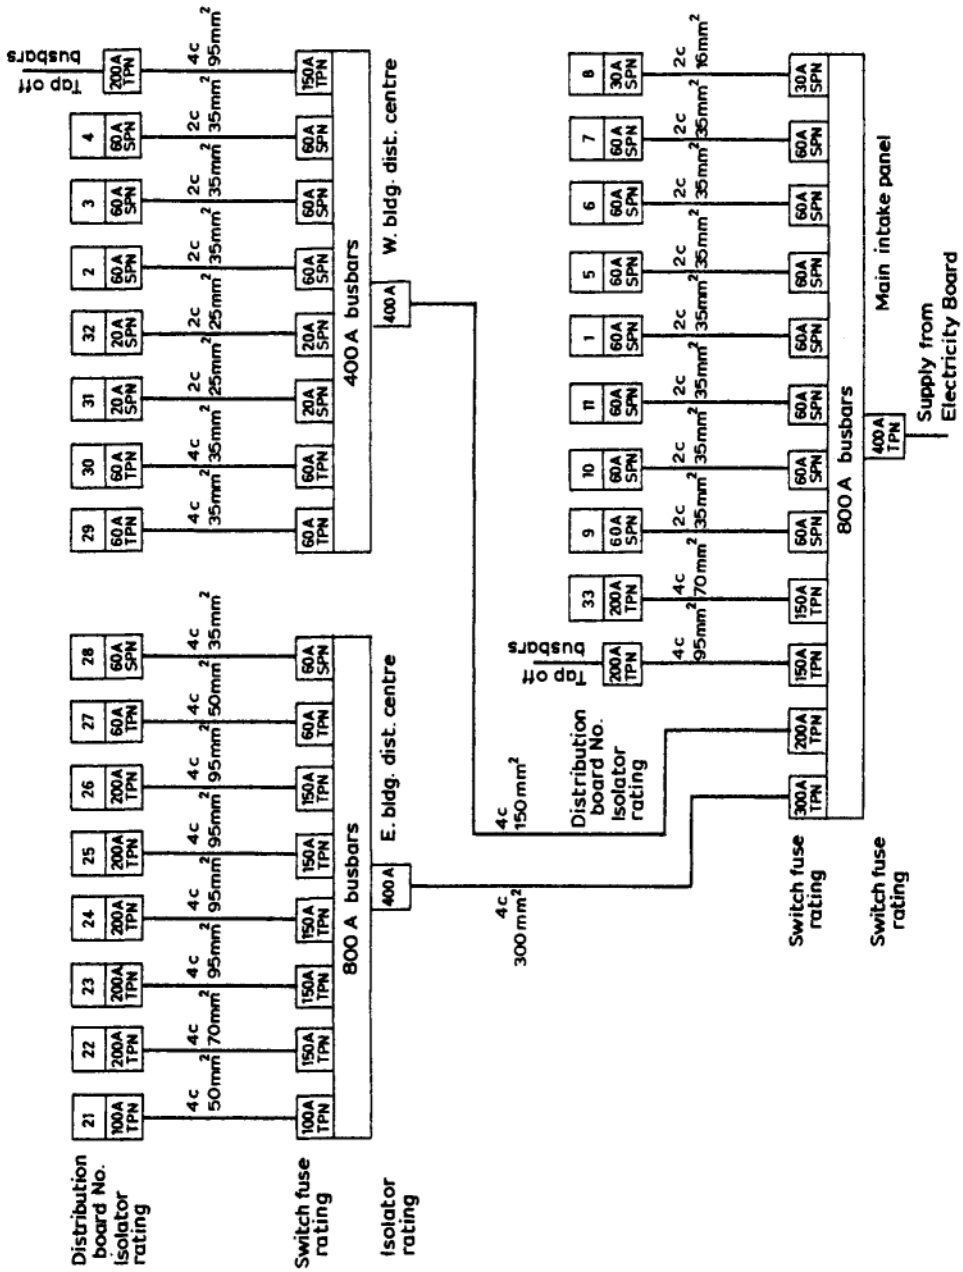 Distribution
board No.
Isolator
rating
21 22 23 24 25 26 27 28
100A 200A 200A 200A 200A 200A 60A 60A
TPN TPN TPN TPN TPN TPN TPN SPN
4c 4c 4c 4c 4c 4c 4c 4c
50mm² 70mm² 95mm² 95mm² 95mm² 95mm² 50mm² 35mm²
Switch fuse
rating
100A 150A 150A 150A 150A 150A 60A 60A
TPN TPN TPN TPN TPN TPN TPN SPN
800 A busbars
Isolator
rating
400A
E. bldg. dist. centre
Tap off
busbars
29 30 31 32 2 3 4
60A 60A 20A 20A 60A 60A 60A 200A
TPN TPN SPN SPN SPN SPN SPN TPN
4c 4c 2c 2c 2c 2c 2c 4c
35mm² 35mm² 25mm² 25mm² 35mm² 35mm² 35mm² 95mm²
60A 60A 20A 20A 60A 60A 60A 150A
TPN TPN SPN SPN SPN SPN SPN TPN
400A busbars
400A
W. bldg. dist. centre
4c
300mm²
4c
150mm²
Distribution
board No.
Isolator
rating
Tap off
busbars
33 9 10 11 1 5 6 7 8
200A 200A 60A 60A 60A 60A 60A 60A 60A 30A
TPN TPN SPN SPN SPN SPN SPN SPN SPN SPN
4c 4c 2c 2c 2c 2c 2c 2c 2c 2c
95mm² 70mm² 35mm² 35mm² 35mm² 35mm² 35mm² 35mm² 35mm² 16mm²
Switch fuse
rating
300A 200A 150A 150A 60A 60A 60A 60A 60A 60A 60A 30A
TPN TPN TPN TPN SPN SPN SPN SPN SPN SPN SPN SPN
800A busbars
Switch fuse
rating
400A
TPN
Main intake panel
Supply from
Electricity Board